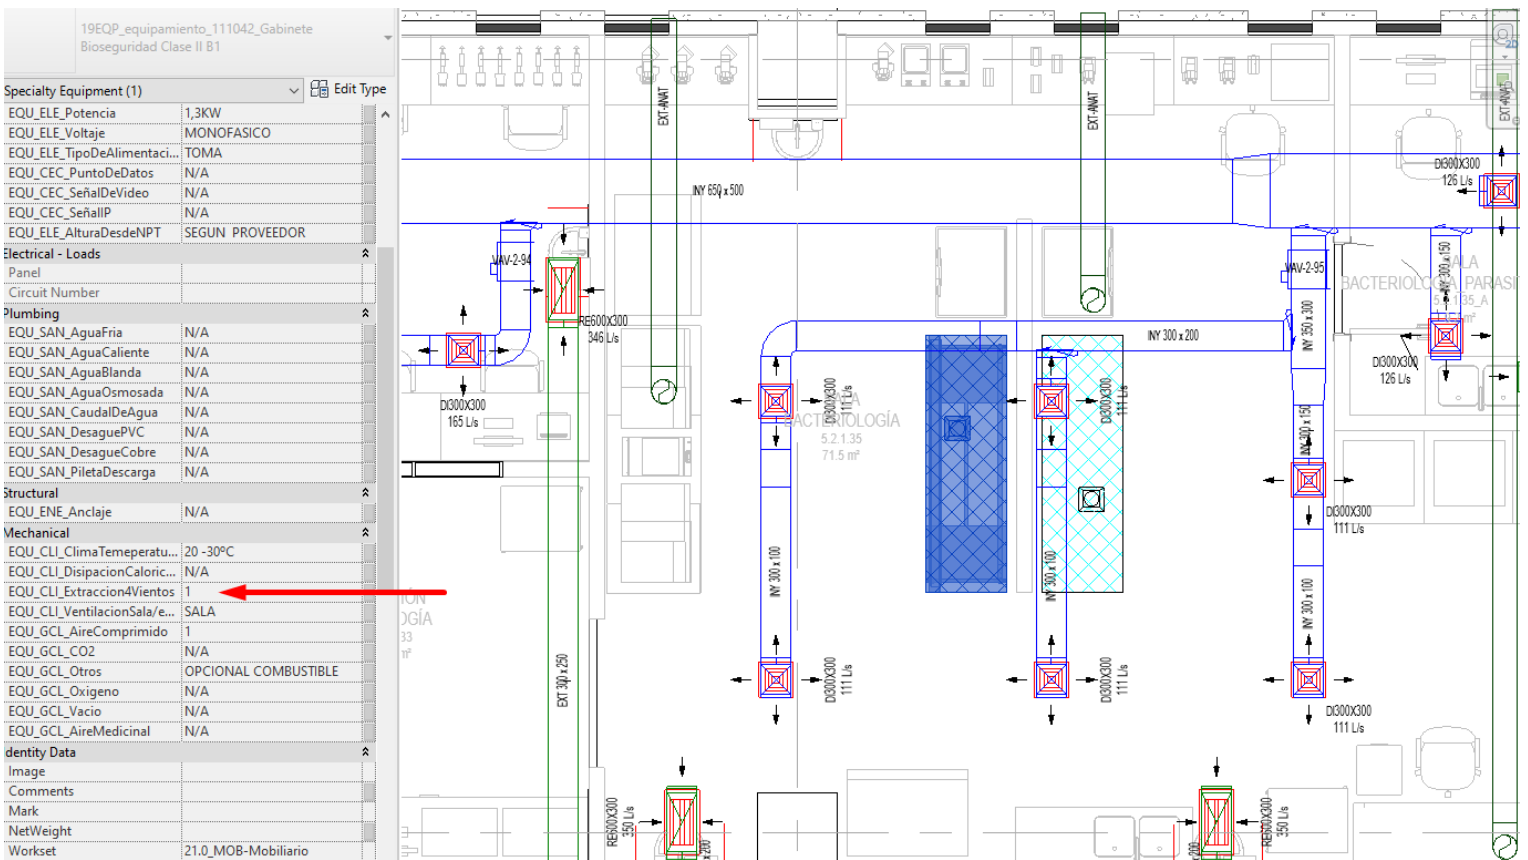 19EQP_equipamiento_111042_Gabinete
Bioseguridad Clase II B1
Specialty Equipment (1)
Edit Type
EQU_ELE_Potencia 1,3KW
EQU_ELE_Voltaje MONOFASICO
EQU_ELE_TipoDeAlimentaci... TOMA
EQU_CEC_PuntoDeDatos N/A
EQU_CEC_SeñalDeVideo N/A
EQU_CEC_SeñalIP N/A
EQU_ELE_AlturaDesdeNPT SEGUN PROVEEDOR
Electrical - Loads
Panel
Circuit Number
Plumbing
EQU_SAN_AguaFria N/A
EQU_SAN_AguaCaliente N/A
EQU_SAN_AguaBlanda N/A
EQU_SAN_AguaOsmosada N/A
EQU_SAN_CaudalDeAgua N/A
EQU_SAN_DesaguePVC N/A
EQU_SAN_DesagueCobre N/A
EQU_SAN_PiletaDescarga N/A
Structural
EQU_ENE_Anclaje N/A
Mechanical
EQU_CLI_ClimaTemeperatu... 20 -30ºC
EQU_CLI_DisipacionCaloric... N/A
EQU_CLI_Extraccion4Vientos 1
EQU_CLI_VentilacionSala/e... SALA
EQU_GCL_AireComprimido 1
EQU_GCL_CO2 N/A
EQU_GCL_Otros OPCIONAL COMBUSTIBLE
EQU_GCL_Oxigeno N/A
EQU_GCL_Vacio N/A
EQU_GCL_AireMedicinal N/A
dentity Data
Image
Comments
Mark
NetWeight
Workset 21.0_MOB-Mobiliario
EXT-ANAT
EXT-ANAT
EXT-ANAT
INY 650 x 500
DI300X300
126 L/s
VAV-2-94
VAV-2-95
RE600X300
346 L/s
INY 350 x 300
INY 300 x 200
BACTERIOLOGÍA PARASI
DI300X300
126 L/s
DI300X300
165 L/s
DI300X300
111 L/s
BACTERIOLOGÍA
5.2.1.35
71.5 m²
DI300X300
111 L/s
INY 300 x 150
DI300X300
111 L/s
INY 300 x 100
INY 300 x 100
INY 300 x 100
EXT 300 x 250
DI300X300
111 L/s
DI300X300
111 L/s
DI300X300
111 L/s
RE600X300
350 L/s
RE600X300
350 L/s